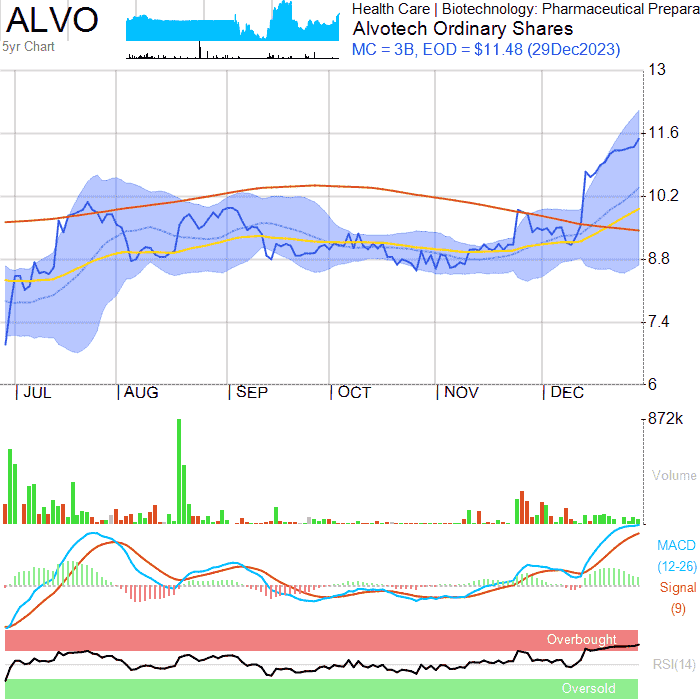 ALVO
5yr Chart
Health Care | Biotechnology: Pharmaceutical Prepara
Alvotech Ordinary Shares
MC = 3B, EOD = $11.48 (29Dec2023)
13
11.6
10.2
8.8
7.4
6
JUL
AUG
SEP
OCT
NOV
DEC
872k
Volume
MACD
(12-26)
Signal
(9)
Overbought
RSI(14)
Oversold